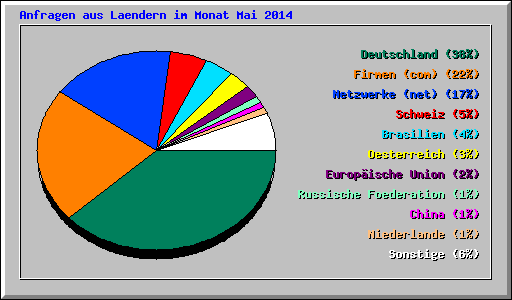 Anfragen aus Laendern im Monat Mai 2014
Deutschland (38%)
Firmen (com) (22%)
Netzwerke (net) (17%)
Schweiz (5%)
Brasilien (4%)
Oesterreich (3%)
Europäische Union (2%)
Russische Foederation (1%)
China (1%)
Niederlande (1%)
Sonstige (6%)